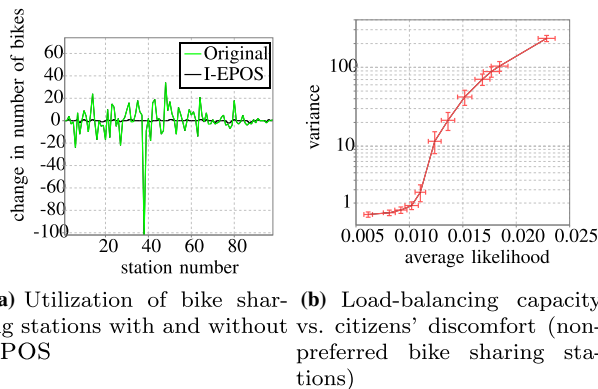 change in number of bikes
60
40
20
0
-20
-40
-60
-80
-100
Original
I-EPOS
20 40 60 80
station number
variance
100
10
1
0.005 0.010 0.015 0.020 0.025
average likelihood
a) Utilization of bike shar-
g stations with and without
EPOS
(b) Load-balancing capacity
vs. citizens' discomfort (non-
preferred bike sharing sta-
tions)